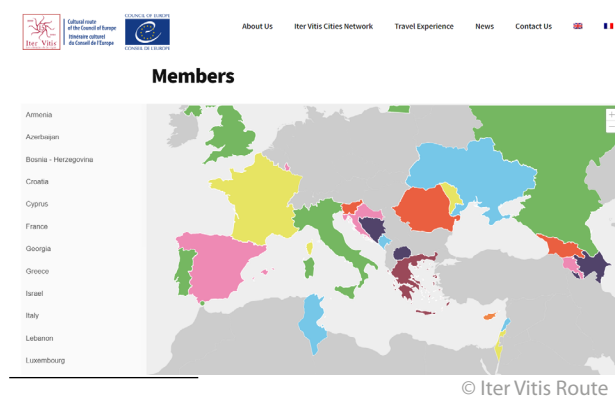 COUNCIL OF EUROPE
Cultural route
of the Council of Europe
Itinéraire culturel
du Conseil de l'Europe
Iter Vitis
CONSEIL DE L'EUROPE
About Us Iter Vitis Cities Network Travel Experience News Contact Us
Members
Armenia
Azerbaijan
Bosnia - Herzegovina
Croatia
Cyprus
France
Georgia
Greece
Israel
Italy
Lebanon
Luxembourg
+
−
© Iter Vitis Route